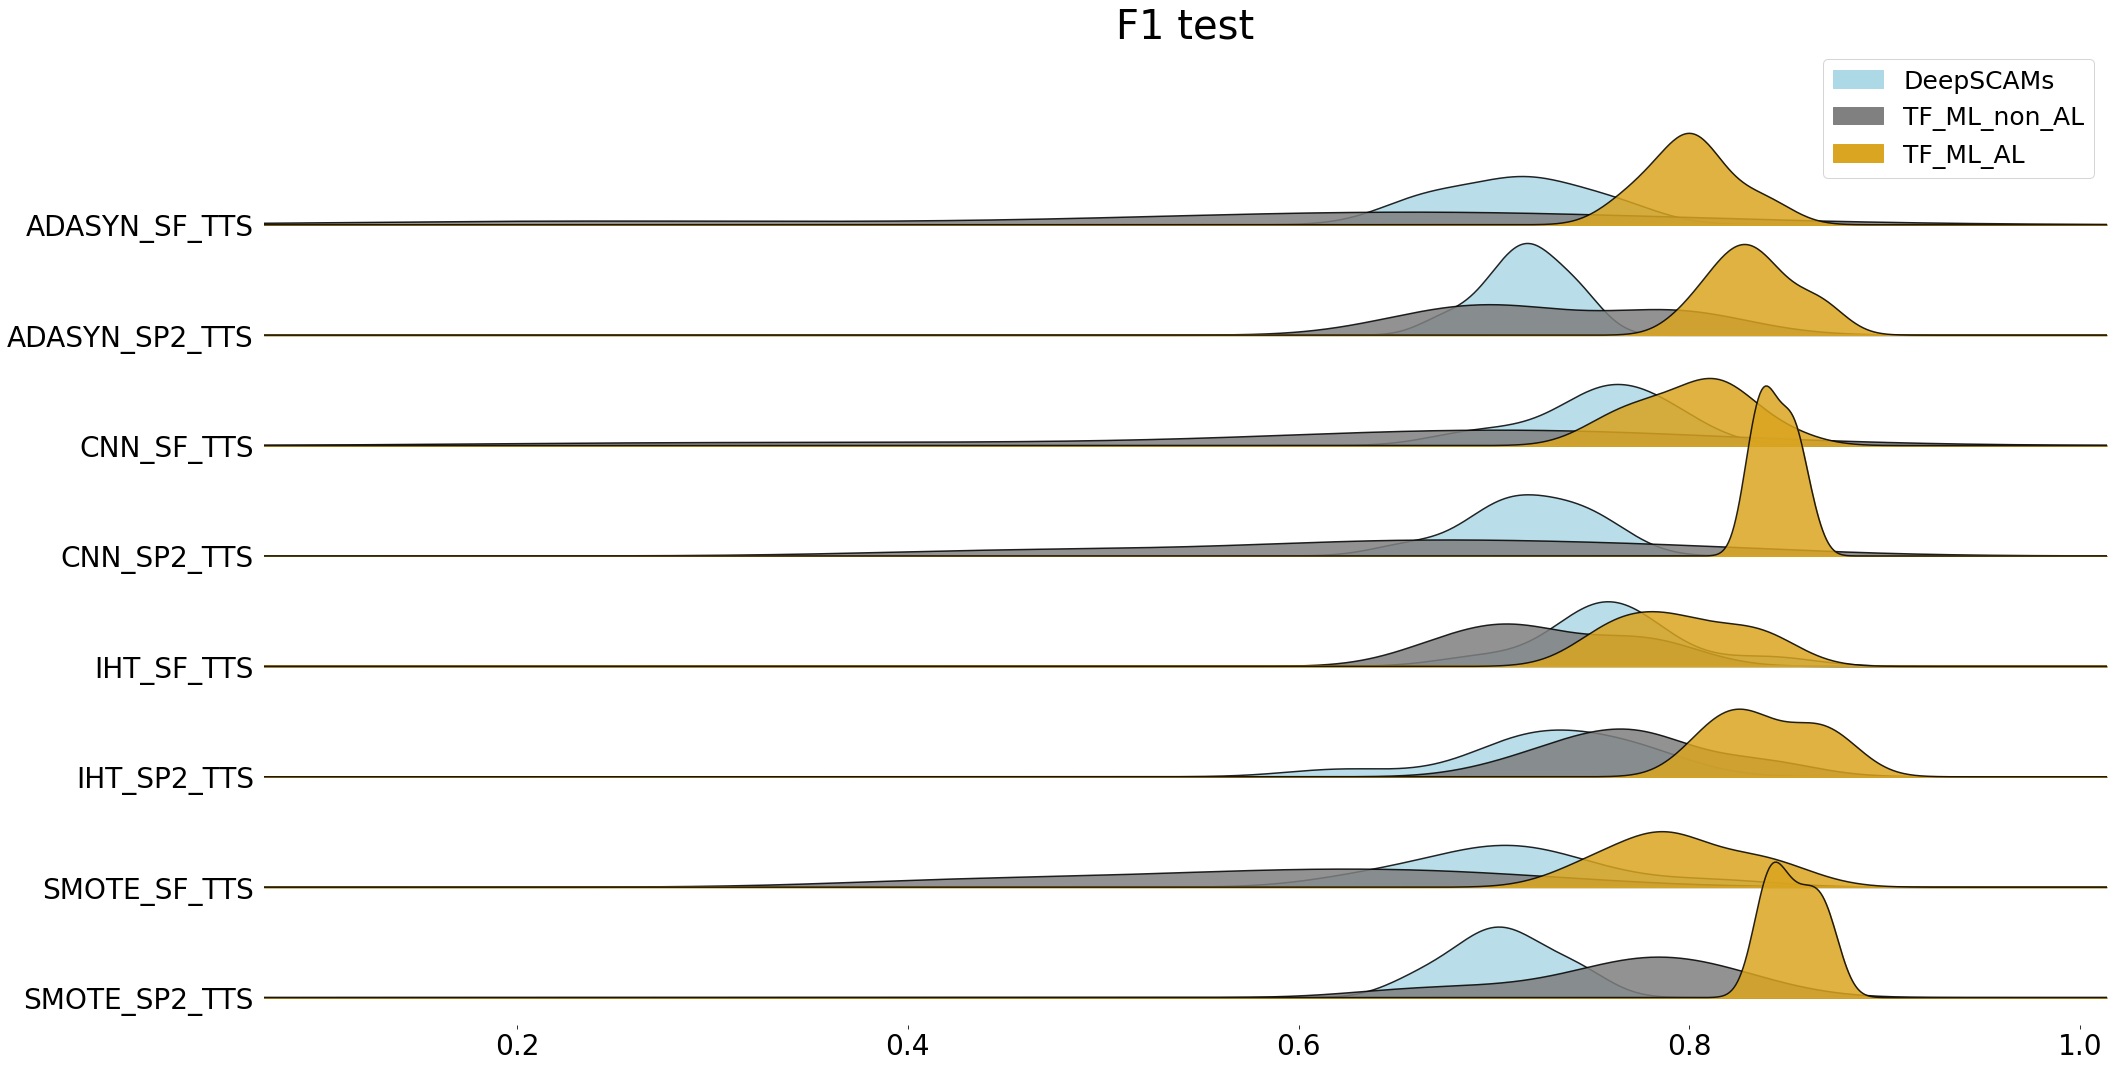 F1 test
DeepSCAMs
TF_ML_non_AL
TF_ML_AL
ADASYN_SF_TTS
ADASYN_SP2_TTS
CNN_SF_TTS
CNN_SP2_TTS
IHT_SF_TTS
IHT_SP2_TTS
SMOTE_SF_TTS
SMOTE_SP2_TTS
0.2 0.4 0.6 0.8 1.0